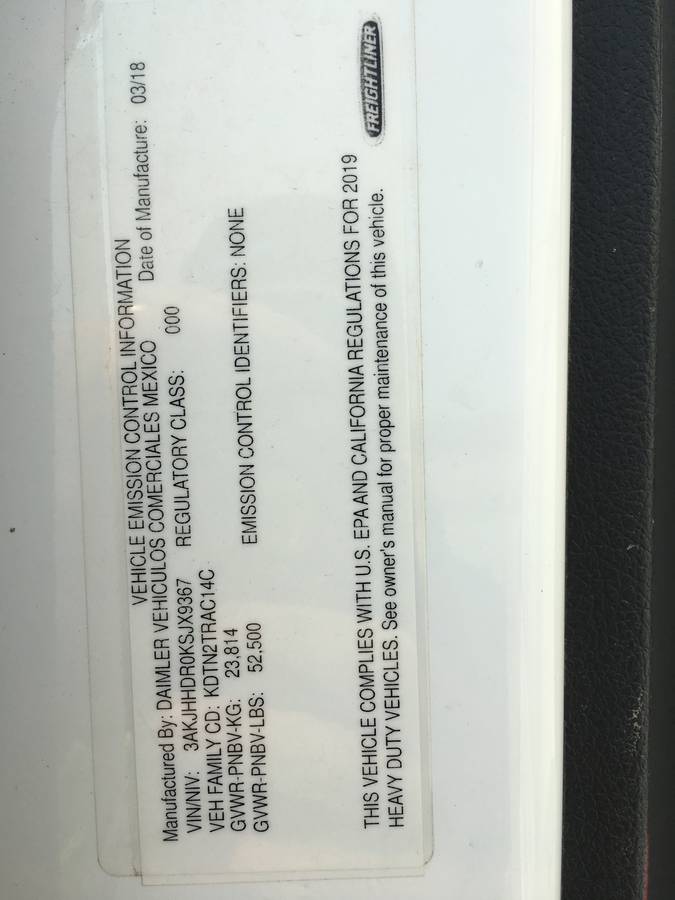 VEHICLE EMISSION CONTROL INFORMATION
Manufactured By: DAIMLER VEHICULOS COMERCIALES MEXICO Date of Manufacture: 03/18
VIN/NIV: 3AKJHHDR0KSJX9367 REGULATORY CLASS: 000
VEH FAMILY CD: KDTN2TRAC14C
GVWR-PNBV-KG: 23,814 EMISSION CONTROL IDENTIFIERS: NONE
GVWR-PNBV-LBS: 52,500
THIS VEHICLE COMPLIES WITH U.S. EPA AND CALIFORNIA REGULATIONS FOR 2019
HEAVY DUTY VEHICLES. See owner's manual for proper maintenance of this vehicle.
FREIGHTLINER